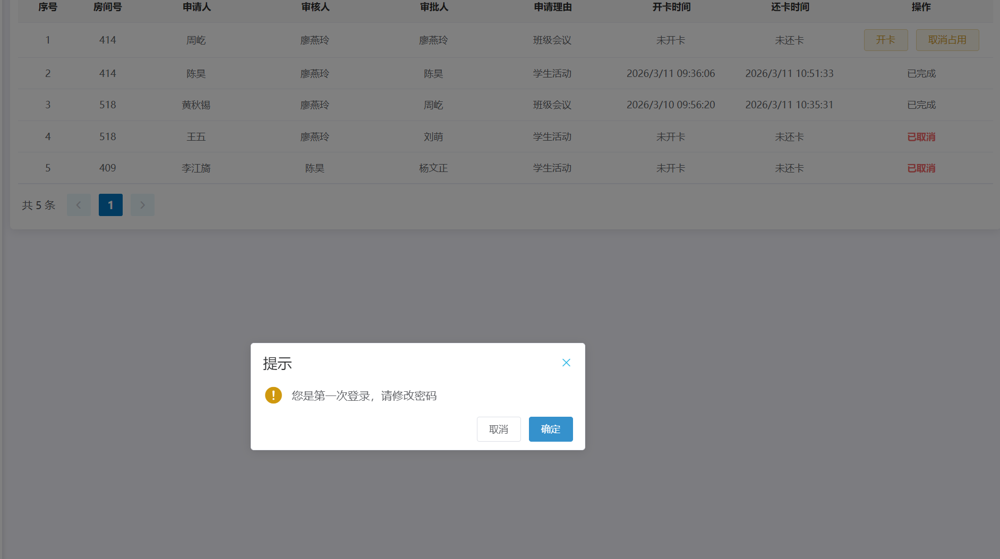 序号 房间号 申请人 审核人 审批人 申请理由 开卡时间 还卡时间 操作
1 414 周屹 廖燕玲 廖燕玲 班级会议 未开卡 未还卡 开卡 取消占用
2 414 陈昊 廖燕玲 陈昊 学生活动 2026/3/11 09:36:06 2026/3/11 10:51:33 已完成
3 518 黄秋锡 廖燕玲 周屹 班级会议 2026/3/10 09:56:20 2026/3/11 10:35:31 已完成
4 518 王五 廖燕玲 刘萌 学生活动 未开卡 未还卡 已取消
5 409 李江旖 陈昊 杨文正 学生活动 未开卡 未还卡 已取消
共 5 条 1
提示
您是第一次登录，请修改密码
取消 确定